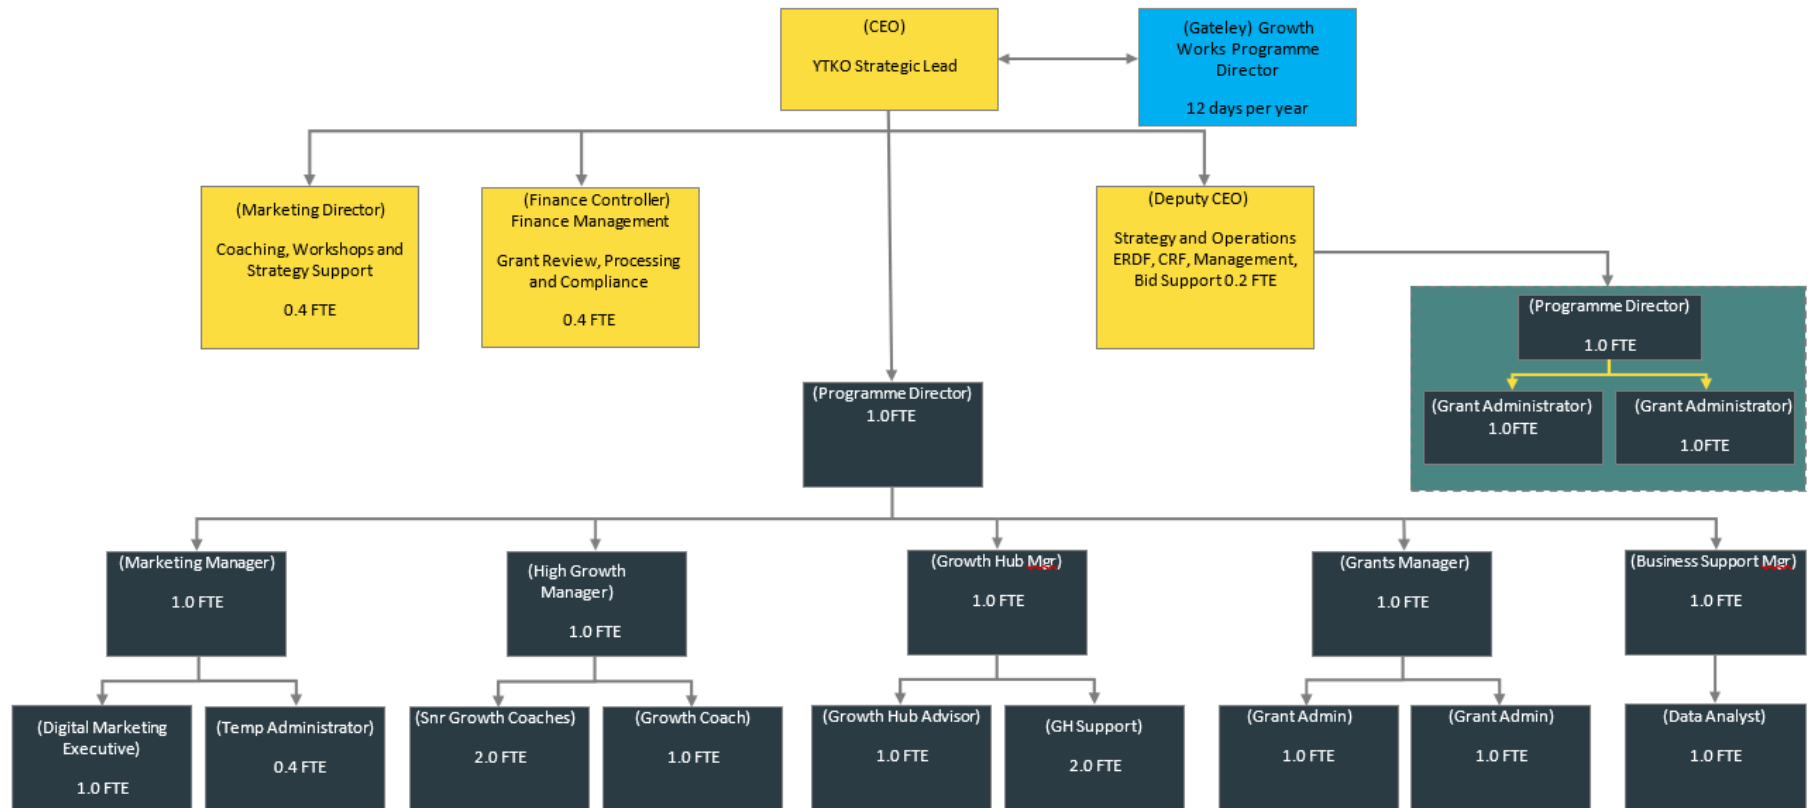 (CEO)
YTKO Strategic Lead
(Gateley) Growth
Works Programme
Director
12 days per year
(Marketing Director)
Coaching, Workshops and
Strategy Support
0.4 FTE
(Finance Controller)
Finance Management
Grant Review, Processing
and Compliance
0.4 FTE
(Deputy CEO)
Strategy and Operations
ERDF, CRF, Management,
Bid Support 0.2 FTE
(Programme Director)
1.0 FTE
(Grant Administrator)
1.0FTE
(Grant Administrator)
1.0FTE
(Programme Director)
1.0FTE
(Marketing Manager)
1.0 FTE
(High Growth
Manager)
1.0 FTE
(Growth Hub Mgr)
1.0 FTE
(Grants Manager)
1.0 FTE
(Business Support Mgr)
1.0 FTE
(Digital Marketing
Executive)
1.0 FTE
(Temp Administrator)
0.4 FTE
(Snr Growth Coaches)
2.0 FTE
(Growth Coach)
1.0 FTE
(Growth Hub Advisor)
1.0 FTE
(GH Support)
2.0 FTE
(Grant Admin)
1.0 FTE
(Grant Admin)
1.0 FTE
(Data Analyst)
1.0 FTE